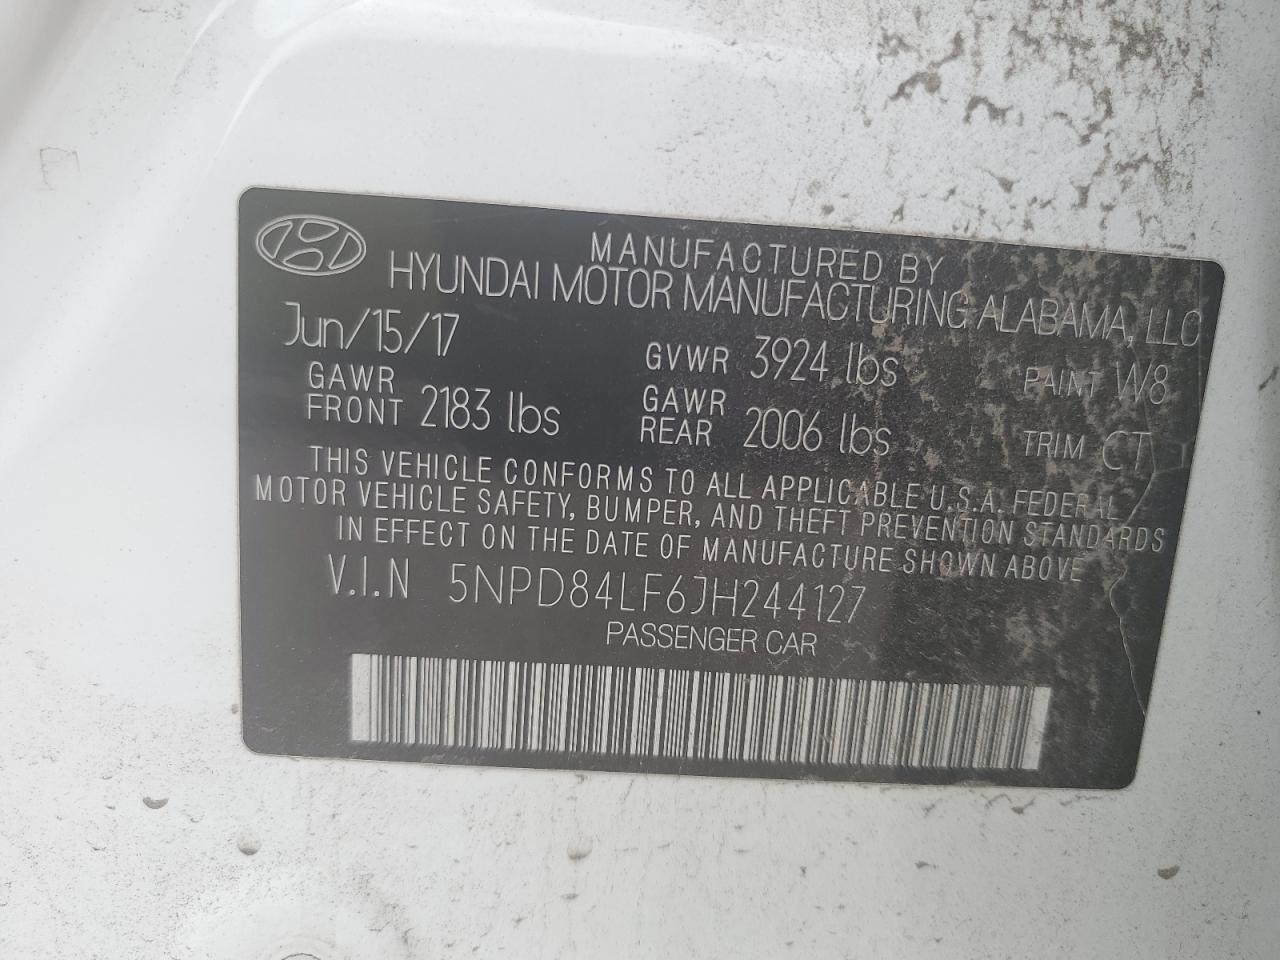 MANUFACTURED BY
HYUNDAI MOTOR MANUFACTURING ALABAMA, LLC
Jun/15/17
GVWR 3924 lbs
PAINT W8
GAWR FRONT 2183 lbs
GAWR REAR 2006 lbs
TRIM CT
THIS VEHICLE CONFORMS TO ALL APPLICABLE U.S.A. FEDERAL
MOTOR VEHICLE SAFETY, BUMPER, AND THEFT PREVENTION STANDARDS
IN EFFECT ON THE DATE OF MANUFACTURE SHOWN ABOVE
V.I.N 5NPD84LF6JH244127
PASSENGER CAR